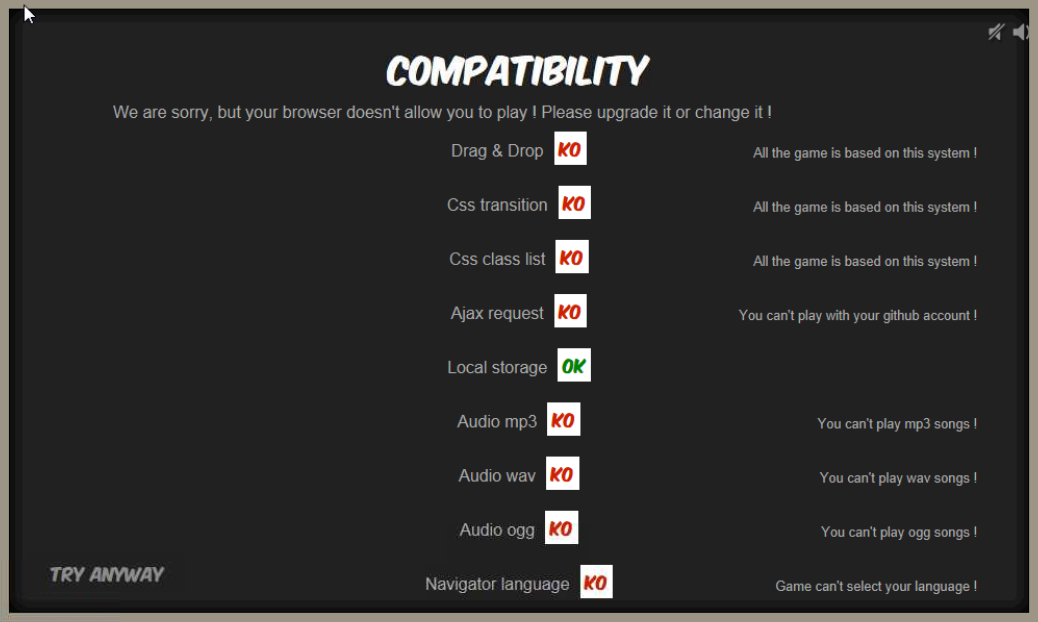 COMPATIBILITY
We are sorry, but your browser doesn't allow you to play ! Please upgrade it or change it !
Drag & Drop KO All the game is based on this system !
Css transition KO All the game is based on this system !
Css class list KO All the game is based on this system !
Ajax request KO You can't play with your github account !
Local storage OK
Audio mp3 KO You can't play mp3 songs !
Audio wav KO You can't play wav songs !
Audio ogg KO You can't play ogg songs !
TRY ANYWAY
Navigator language KO Game can't select your language !